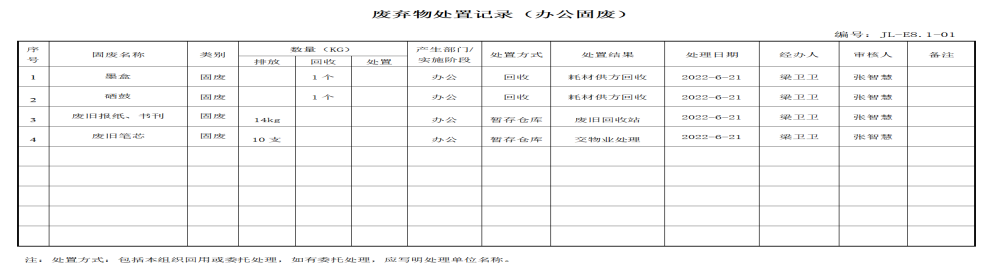 废弃物处置记录（办公固废）
编号：JL-E8.1-01
序号 固废名称 类别 数量（KG） 产生部门/实施阶段 处置方式 处置结果 处理日期 经办人 审核人 备注
排放 回收 处置
1 墨盒 固废 1个 办公 回收 耗材供方回收 2022-6-21 梁卫卫 张智慧
2 硒鼓 固废 1个 办公 回收 耗材供方回收 2022-6-21 梁卫卫 张智慧
3 废旧报纸、书刊 固废 14kg 办公 暂存仓库 废旧回收站 2022-6-21 梁卫卫 张智慧
4 废旧笔芯 固废 10支 办公 暂存仓库 交物业处理 2022-6-21 梁卫卫 张智慧
注：处置方式，包括本组织回用或委托处理，如有委托处理，应写明处理单位名称。